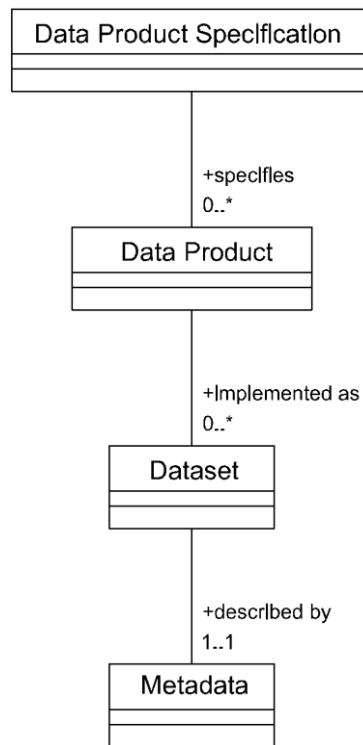 Data Product Specification
+specifies
0..*
Data Product
+Implemented as
0..*
Dataset
+described by
1..1
Metadata